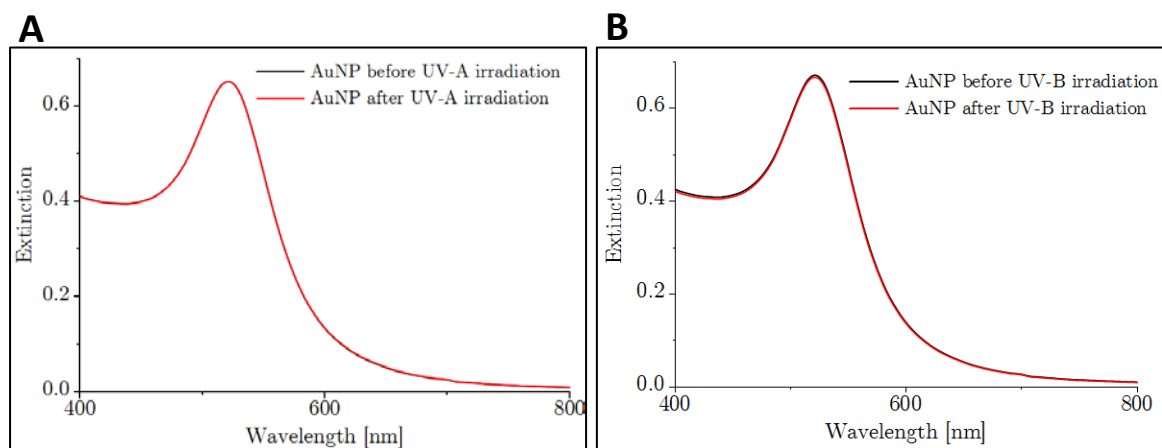 A
AuNP before UV-A irradiation
AuNP after UV-A irradiation
0.6
0.4
0.2
0.0
Extinction
400
600
800
Wavelength [nm]
B
AuNP before UV-B irradiation
AuNP after UV-B irradiation
0.6
0.4
0.2
0.0
Extinction
400
600
800
Wavelength [nm]